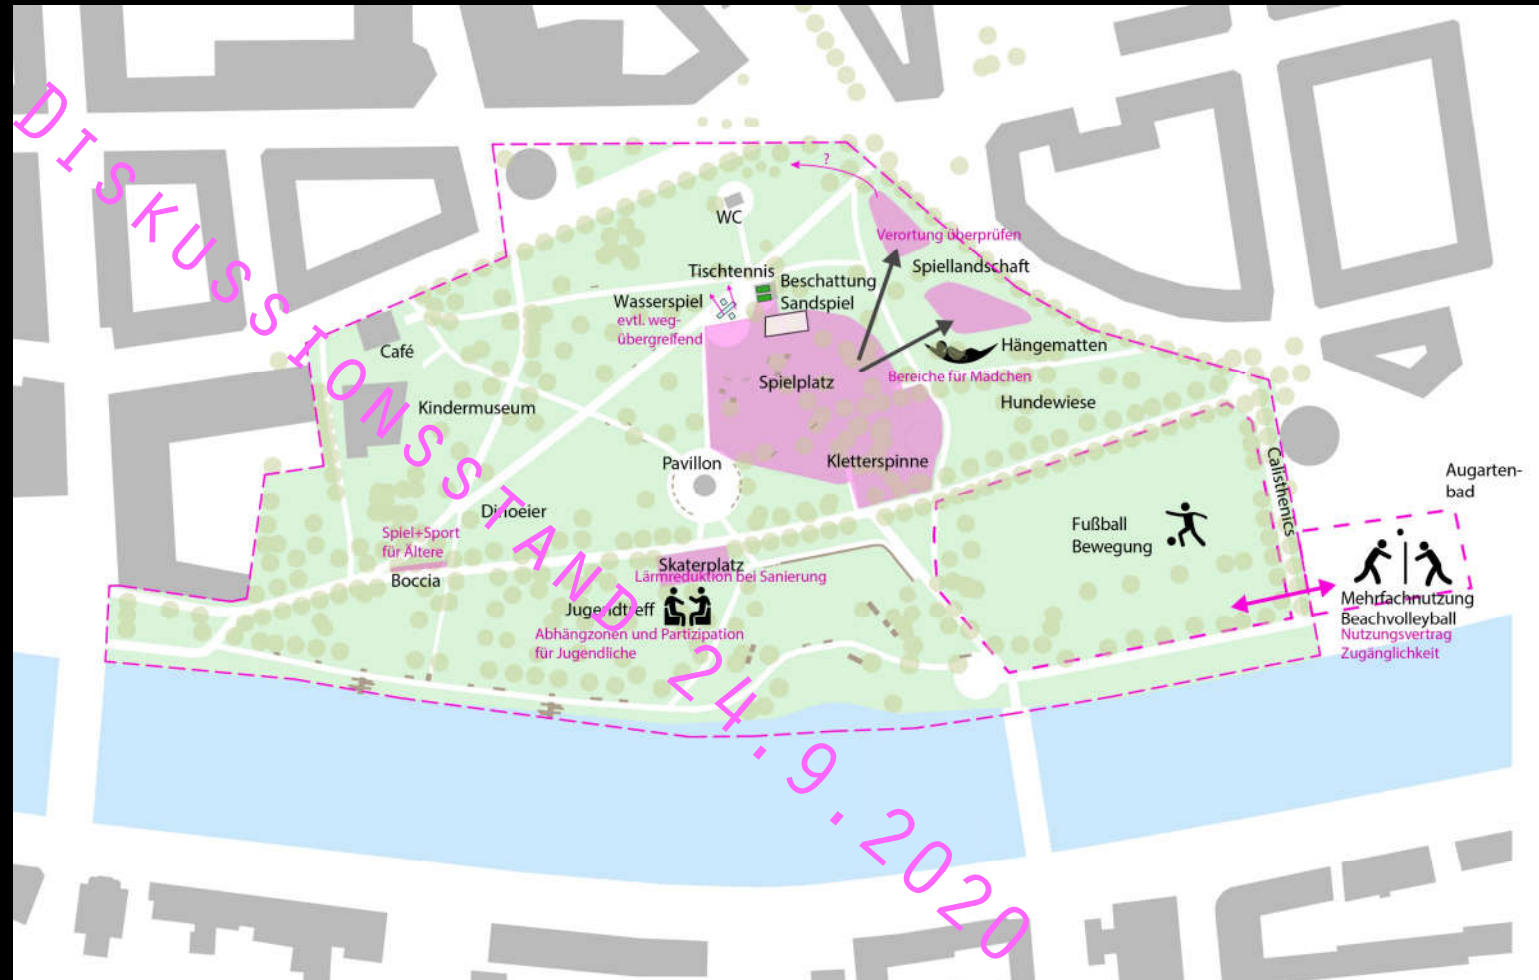 DISKUSSIONSSTAND 24.9.2020
?
WC
Verortung überprüfen
Spiellandschaft
Tischtennis
Beschattung
Sandspiel
Wasserspiel
evtl. weg-
übergreifend
Café
Hängematten
Bereiche für Mädchen
Spielplatz
Hundewiese
Kindermuseum
Pavillon
Kletterspinne
Calisthenics
Augarten-
bad
Dinoeier
Fußball
Bewegung
Spiel+Sport
für Ältere
Boccia
Skaterplatz
Lärmreduktion bei Sanierung
Jugendtreff
Abhängzonen und Partizipation
für Jugendliche
Mehrfachnutzung
Beachvolleyball
Nutzungsvertrag
Zugänglichkeit